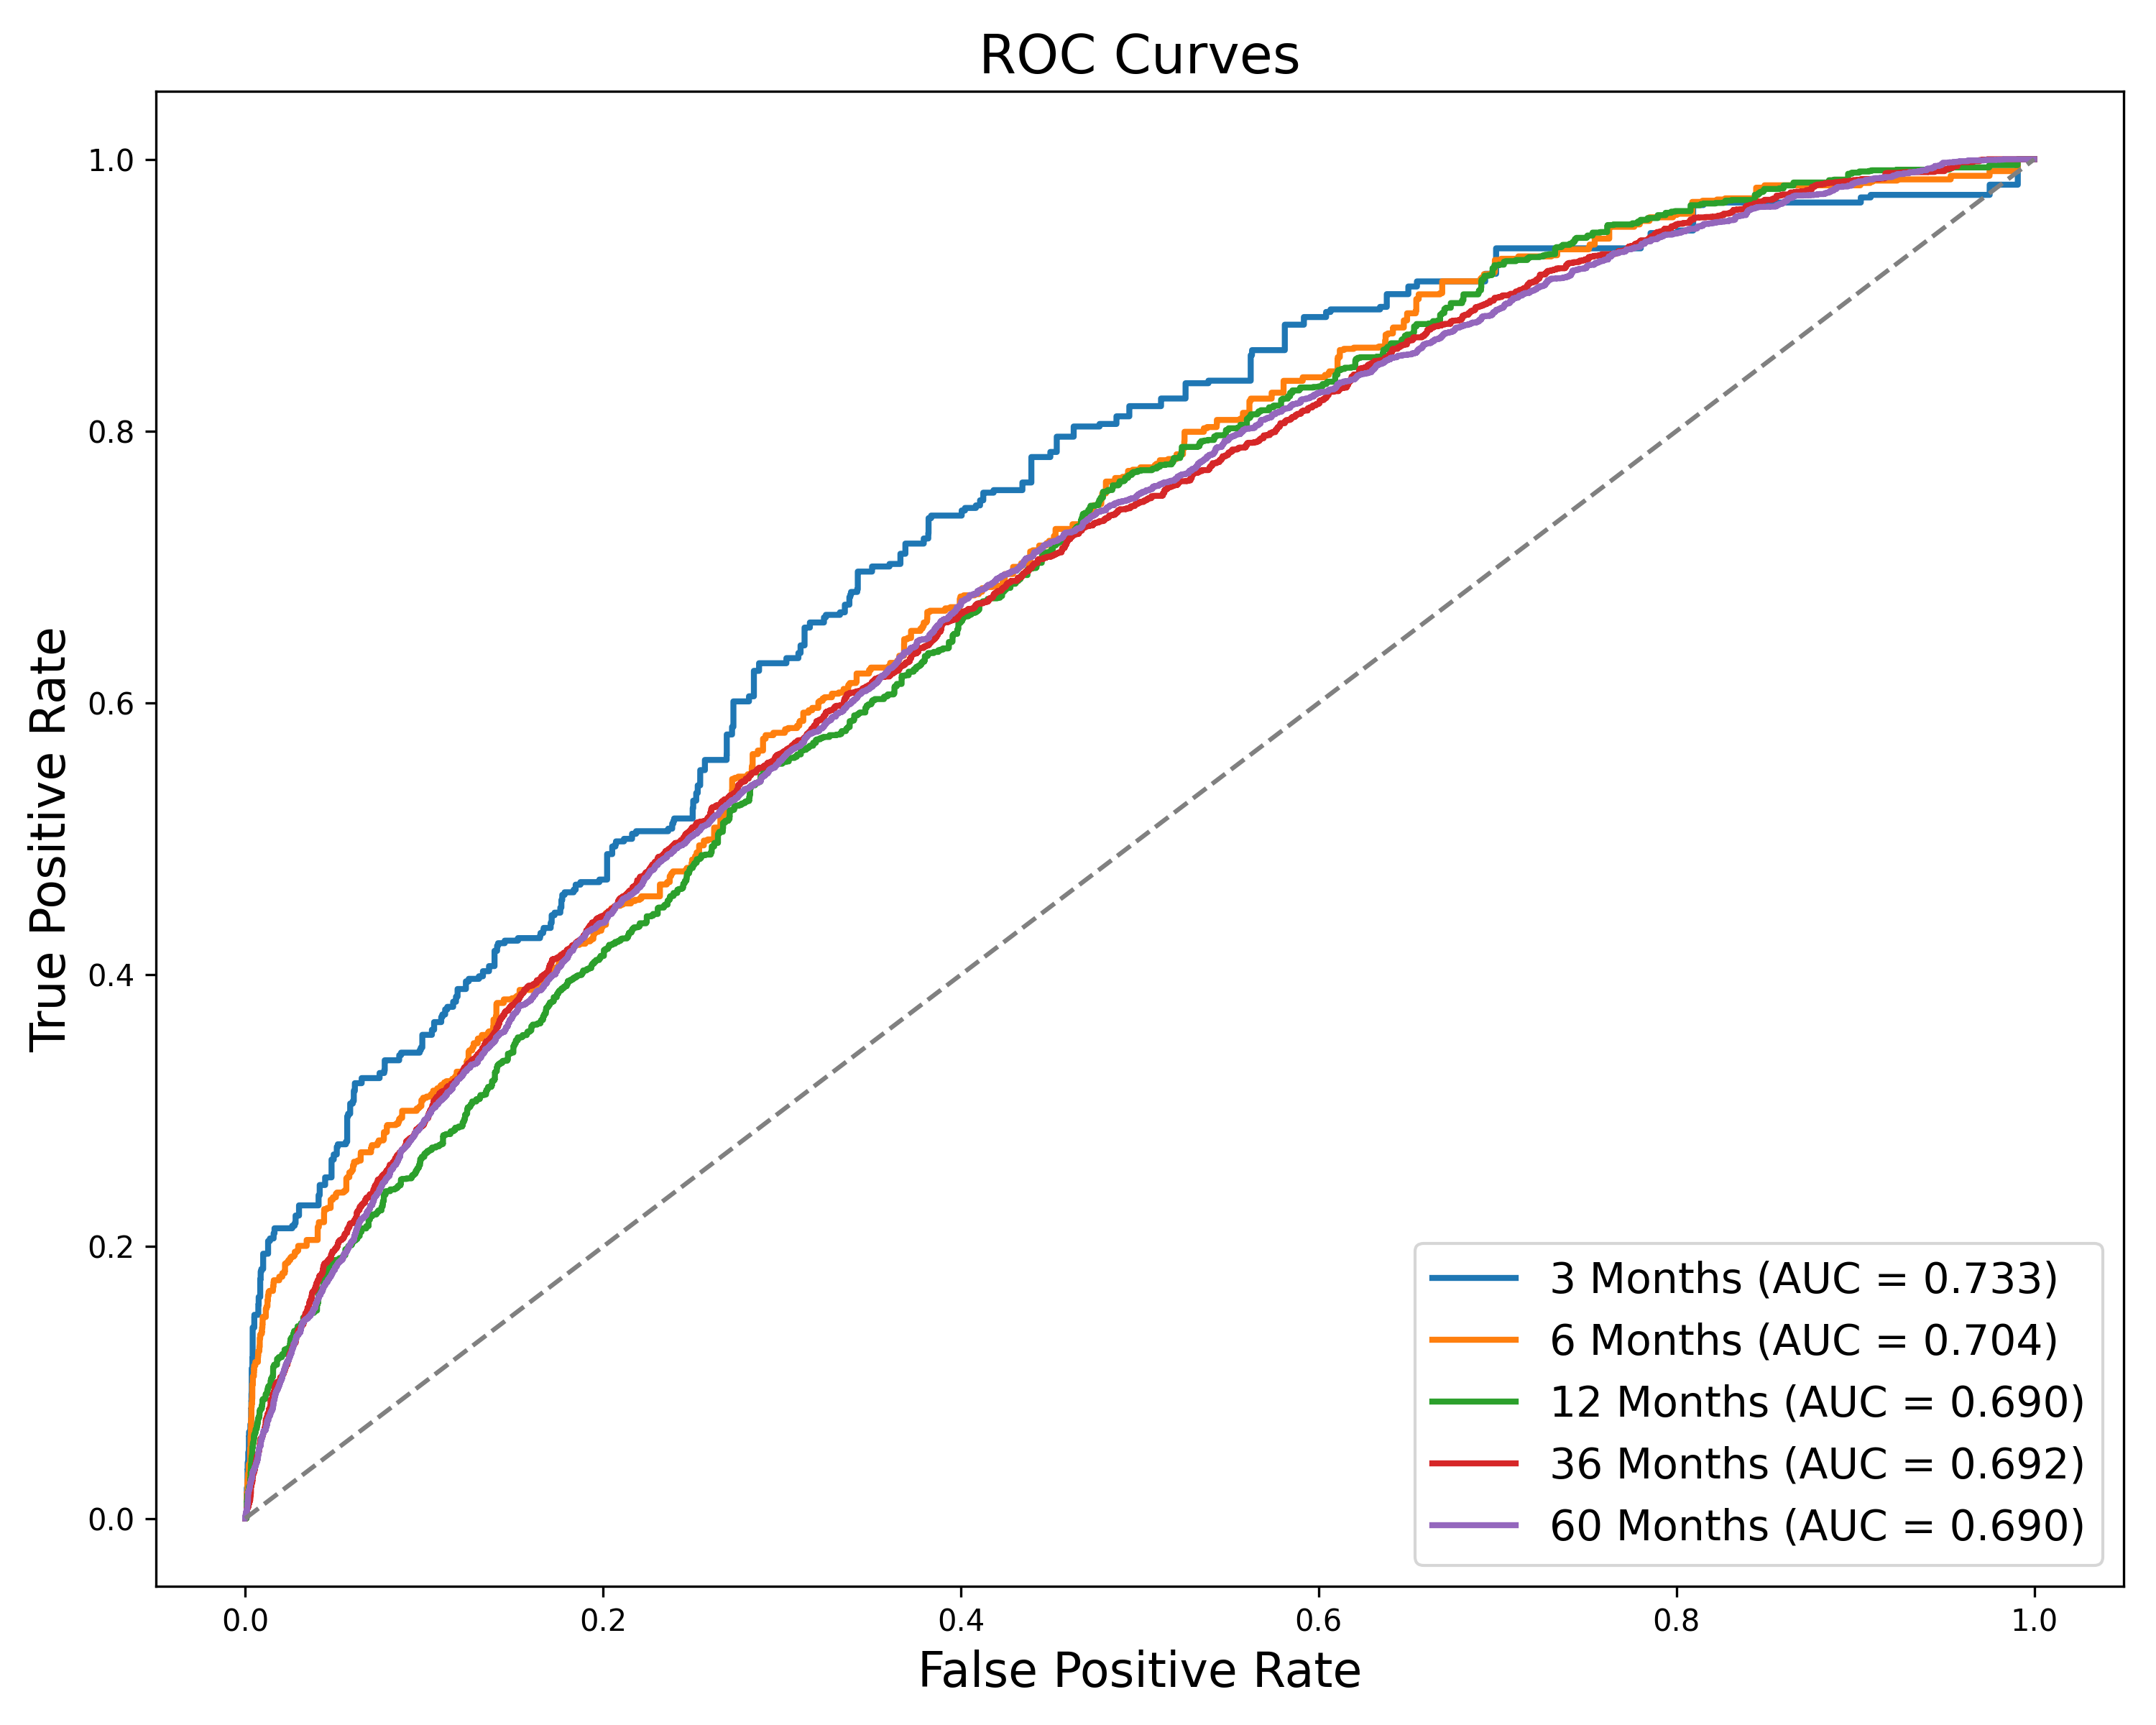 ROC Curves
1.0
0.8
0.6
0.4
0.2
0.0
True Positive Rate
3 Months (AUC = 0.733)
6 Months (AUC = 0.704)
12 Months (AUC = 0.690)
36 Months (AUC = 0.692)
60 Months (AUC = 0.690)
0.0 0.2 0.4 0.6 0.8 1.0
False Positive Rate